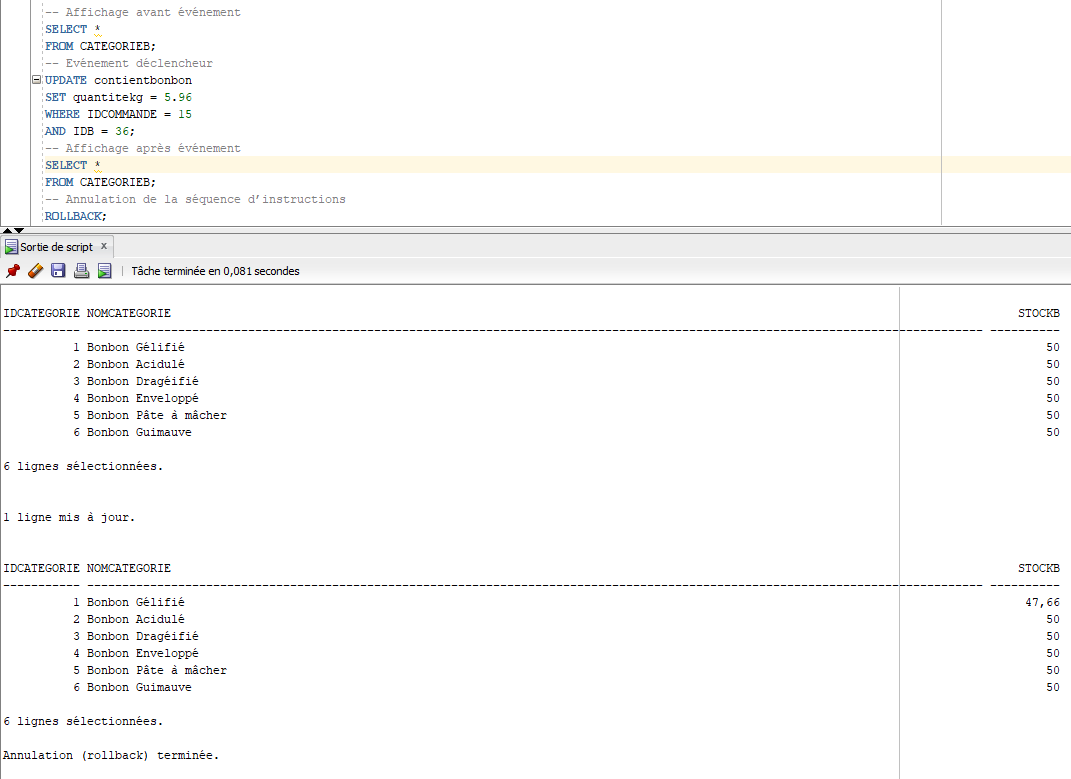 -- Affichage avant événement
SELECT *
FROM CATEGORIEB;
-- Evénement déclencheur
UPDATE contientbonbon
SET quantitekg = 5.96
WHERE IDCOMMANDE = 15
AND IDB = 36;
-- Affichage après événement
SELECT *
FROM CATEGORIEB;
-- Annulation de la séquence d’instructions
ROLLBACK;
Sortie de script x
Tâche terminée en 0,081 secondes
IDCATEGORIE NOMCATEGORIE STOCKB
1 Bonbon Gélifié 50
2 Bonbon Acidulé 50
3 Bonbon Dragéifié 50
4 Bonbon Enveloppé 50
5 Bonbon Pâte à mâcher 50
6 Bonbon Guimauve 50
6 lignes sélectionnées.
1 ligne mis à jour.
IDCATEGORIE NOMCATEGORIE STOCKB
1 Bonbon Gélifié 47,66
2 Bonbon Acidulé 50
3 Bonbon Dragéifié 50
4 Bonbon Enveloppé 50
5 Bonbon Pâte à mâcher 50
6 Bonbon Guimauve 50
6 lignes sélectionnées.
Annulation (rollback) terminée.